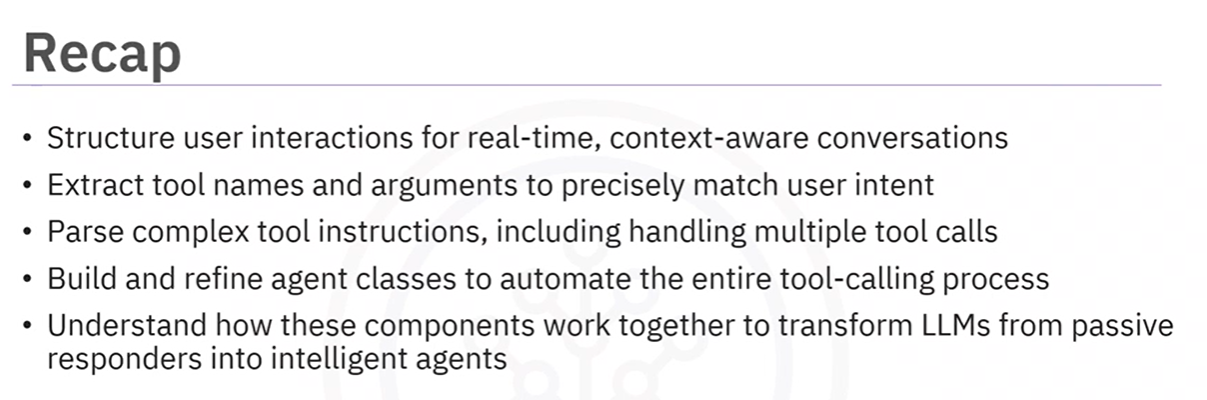 Recap
• Structure user interactions for real-time, context-aware conversations
• Extract tool names and arguments to precisely match user intent
• Parse complex tool instructions, including handling multiple tool calls
• Build and refine agent classes to automate the entire tool-calling process
• Understand how these components work together to transform LLMs from passive
responders into intelligent agents